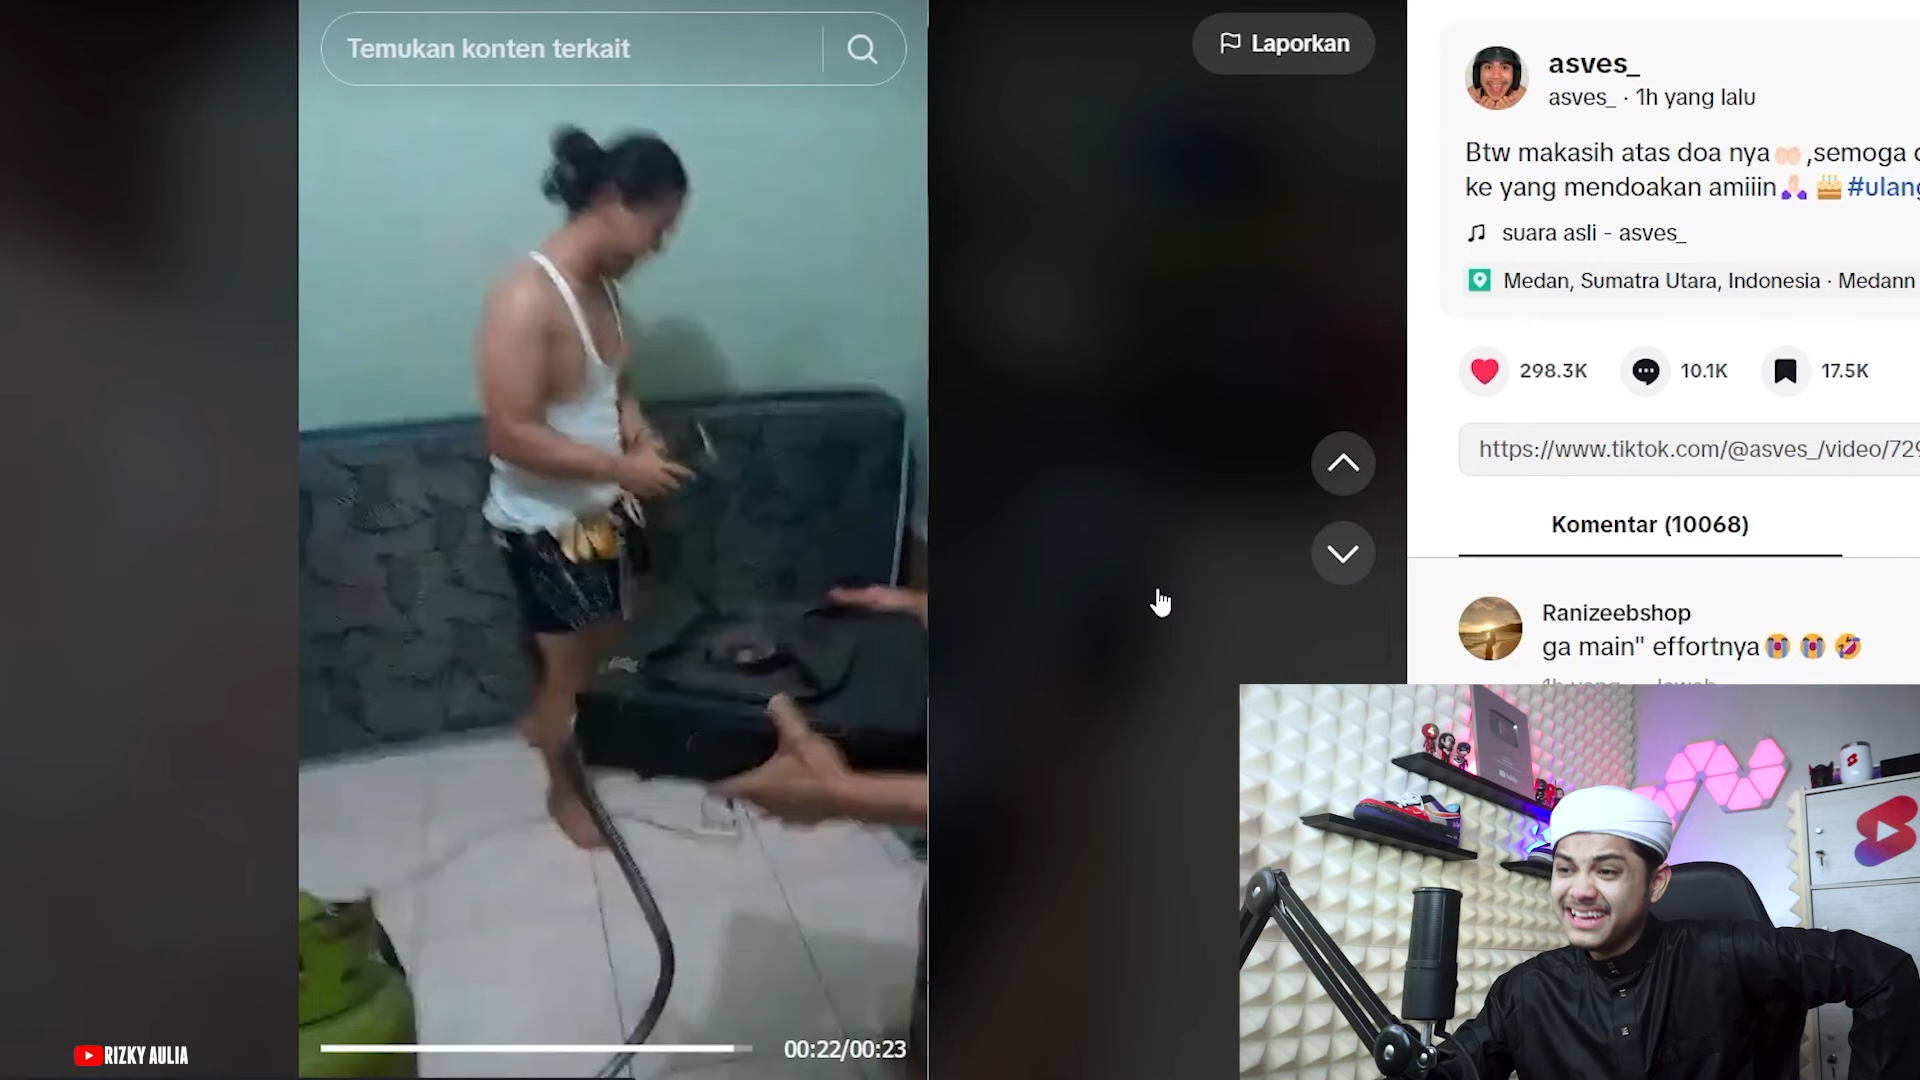 Temukan konten terkait
Laporkan
asves_
asves_ · 1h yang lalu
Btw makasih atas doa nya🤲🏻,semoga
ke yang mendoakan amiiin🙏🏻🎂#ulang
suara asli - asves_
Medan, Sumatra Utara, Indonesia · Medann
298.3K
10.1K
17.5K
https://www.tiktok.com/@asves_/video/729
Komentar (10068)
Ranizeebshop
ga main" effortnya😭😭🤣
00:22/00:23
RIZKY AULIA